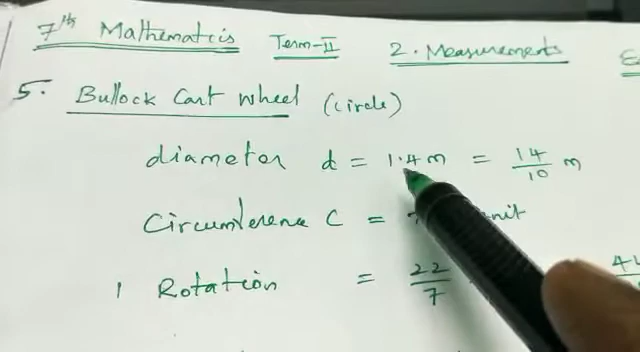 7th Mathematics Term-II 2. Measurements
5. Bullock Cart wheel (circle)
diameter d = 1.4 m = 14/10 m
Circumference C = unit
1 Rotation = 22/7